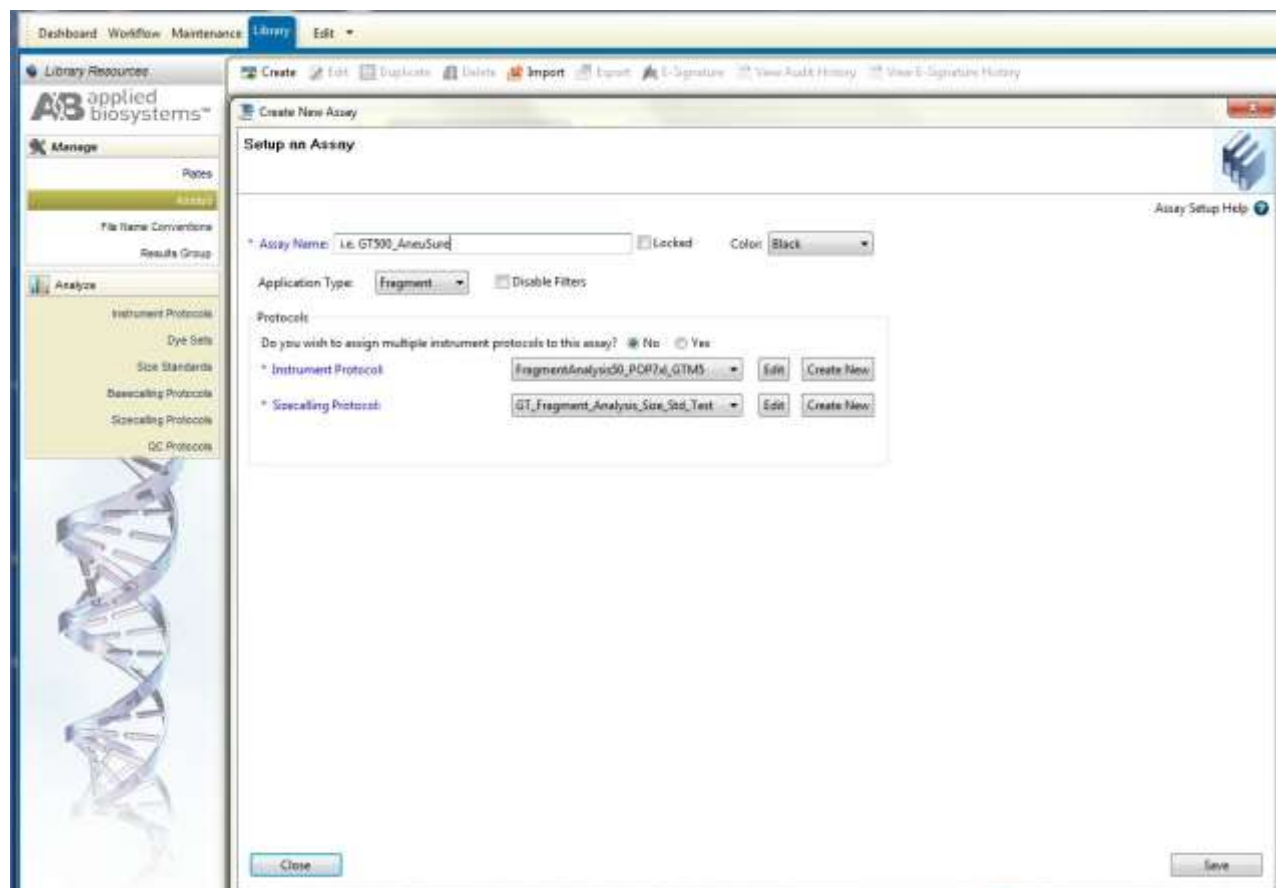 Dashboard Workflow Maintenance Library Edit
Library Resources
Create Edit Duplicate Delete Import Export E-Signature View Audit History View E-Signature History
AB applied biosystems™
Create New Assay
Manage
Setup an Assay
Plates
Assays
Assay Setup Help
File Name Conventions
* Assay Name: i.e. GT500_AneuSure Locked Color: Black
Results Group
Application Type: Fragment Disable Filters
Analyze
Instrument Protocols
Protocols
Dye Sets
Do you wish to assign multiple instrument protocols to this assay? No Yes
Size Standards
* Instrument Protocol: FragmentAnalysis50_POP7xl_GTM5 Edit Create New
Basecalling Protocols
* Sizecalling Protocol: GT_Fragment_Analysis_Size_Std_Test Edit Create New
Sizecalling Protocols
QC Protocols
Close Save